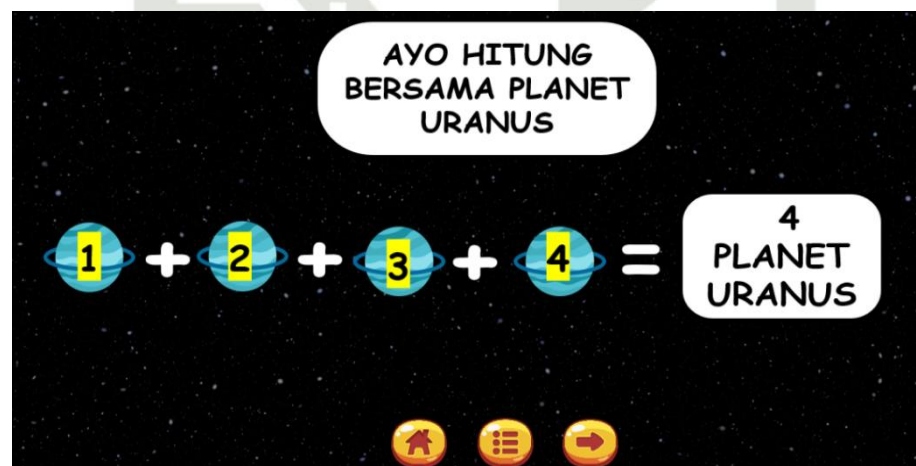 AYO HITUNG
BERSAMA PLANET
URANUS
1 + 2 + 3 + 4 = 4
PLANET
URANUS